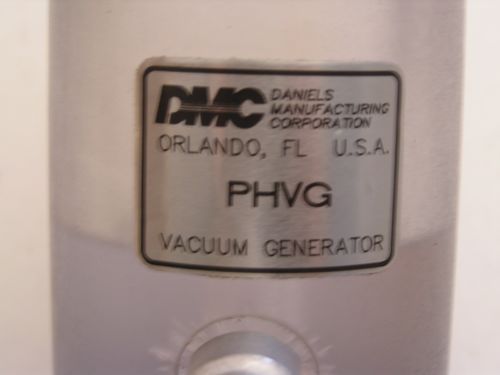 DMC DANIELS
MANUFACTURING
CORPORATION
ORLANDO, FL U.S.A.
PHVG
VACUUM GENERATOR